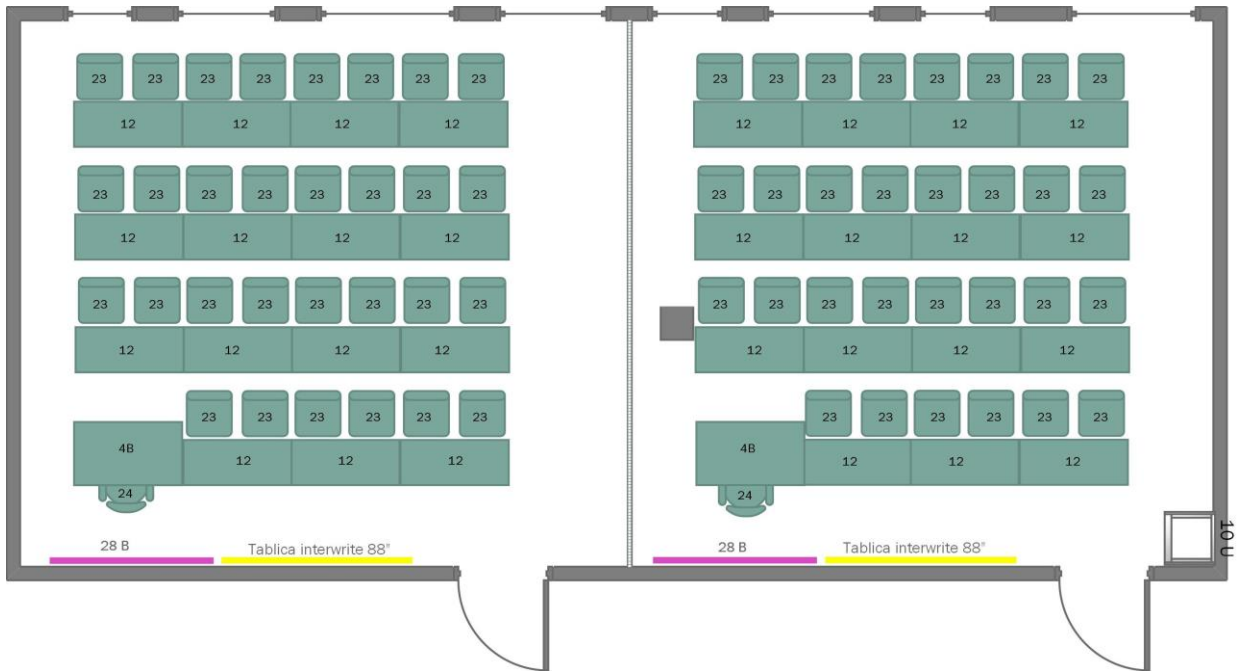 23 23 23 23 23 23 23 23 23 23 23 23 23 23 23 23
12 12 12 12 12 12 12 12
23 23 23 23 23 23 23 23 23 23 23 23 23 23 23 23
12 12 12 12 12 12 12 12
23 23 23 23 23 23 23 23 23 23 23 23 23 23 23 23
12 12 12 12 12 12 12 12
23 23 23 23 23 23 23 23 23 23 23 23
4B 12 12 12 4B 12 12 12
24 24
28 B Tablica interwrite 88" 28 B Tablica interwrite 88"
10 U